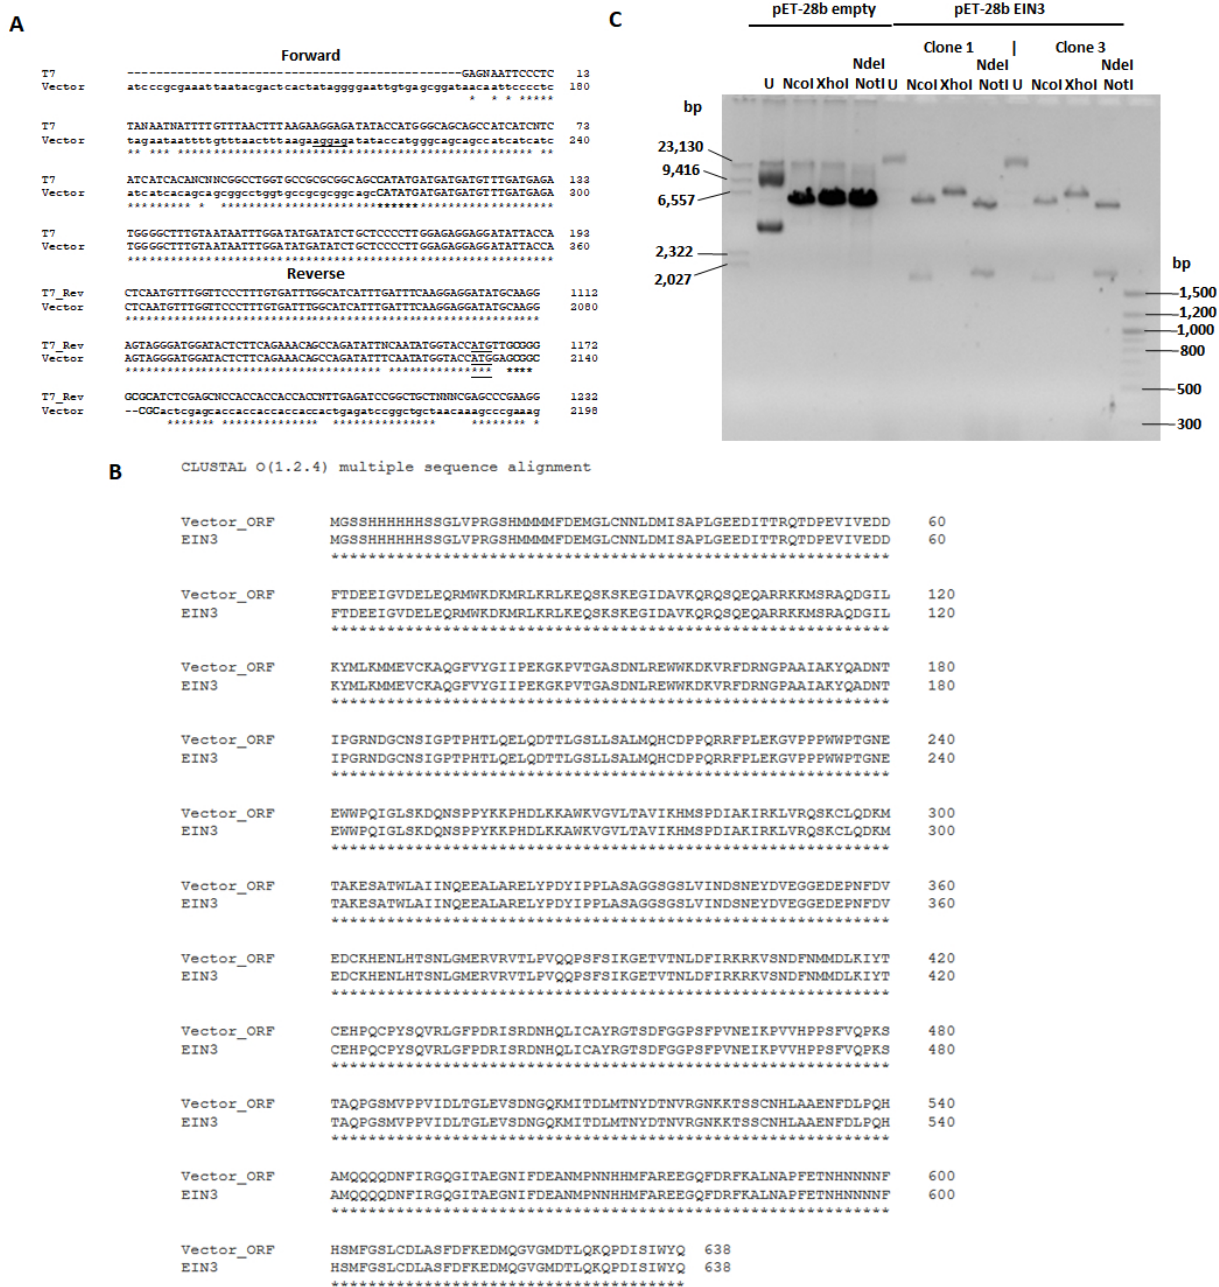 A
Forward
T7 ----------------------------------------------GAGNAATTCCCTC 13
Vector atcccgcgaaattaatacgactcactataggggaattgtgagcggataacaattcccctc 180
* * * *****
T7 TANAATNATTTTGTTTAACTTTAAGAAGGAGATATACCATGGGCAGCAGCCATCATCNTC 73
Vector tagaataattttgtttaactttaagaaggagatataccatgggcagcagccatcatcatc 240
T7 ATCATCACANCNNCGGCCTGGTGCCGCGCGGCAGCCATATGATGATGATGTTTGATGAGA 133
Vector atcatcacagcagcggcctggtgccgcgcggcagcCATATGATGATGATGTTTGATGAGA 300
T7 TGGGGCTTTGTAATAATTTGGATATGATATCTGCTCCCCTTGGAGAGGAGGATATTACCA 193
Vector TGGGGCTTTGTAATAATTTGGATATGATATCTGCTCCCCTTGGAGAGGAGGATATTACCA 360
Reverse
T7_Rev CTCAATGTTTGGTTCCCTTTGTGATTTGGCATCATTTGATTTCAAGGAGGATATGCAAGG 1112
Vector CTCAATGTTTGGTTCCCTTTGTGATTTGGCATCATTTGATTTCAAGGAGGATATGCAAGG 2080
T7_Rev AGTAGGGATGGATACTCTTCAGAAACAGCCAGATATTNCAATATGGTACCATGTTGCGGG 1172
Vector AGTAGGGATGGATACTCTTCAGAAACAGCCAGATATTTCAATATGGTACCATGGAGCGGC 2140
T7_Rev GCGCATCTCGAGCNCCACCACCACCACCACCNTTGAGATCCGGCTGCTNNNCGAGCCCGAAGG 1232
Vector --CGCActcgagcaccaccaccaccaccactgagatccggctgctaacaaagcccgaaag 2198
B
CLUSTAL O(1.2.4) multiple sequence alignment
Vector_ORF MGSSHHHHHHSSGLVPRGSHMMMMFDEMGLCNNLDMISAPLGEEDITTRQTDPEVIVEDD 60
EIN3 MGSSHHHHHHSSGLVPRGSHMMMMFDEMGLCNNLDMISAPLGEEDITTRQTDPEVIVEDD 60
************************************************************
Vector_ORF FTDEEIGVDELEQRMWKDKMRLKRLKEQSKSKEGIDAVKQRQSQEQARRKKMSRAQDGIL 120
EIN3 FTDEEIGVDELEQRMWKDKMRLKRLKEQSKSKEGIDAVKQRQSQEQARRKKMSRAQDGIL 120
************************************************************
Vector_ORF KYMLKMMEVCKAQGFVYGIIPEKGKPVTGASDNLREWWKDKVRFDRNGPAAIAKYQADNT 180
EIN3 KYMLKMMEVCKAQGFVYGIIPEKGKPVTGASDNLREWWKDKVRFDRNGPAAIAKYQADNT 180
************************************************************
Vector_ORF IPGRNDGCNSIGPTPHTLQELQDTTLGSLLSALMQHCDPPQRRFPLEKGVPPPWWPTGNE 240
EIN3 IPGRNDGCNSIGPTPHTLQELQDTTLGSLLSALMQHCDPPQRRFPLEKGVPPPWWPTGNE 240
************************************************************
Vector_ORF EWWPQIGLSKDQNSPPYKKPHDLKKAWKVGVLTAVIKHMSPDIAKIRKLVRQSKCLQDKM 300
EIN3 EWWPQIGLSKDQNSPPYKKPHDLKKAWKVGVLTAVIKHMSPDIAKIRKLVRQSKCLQDKM 300
************************************************************
Vector_ORF TAKESATWLAIINQEEALARELYPDYIPPLASAGGSGSLVINDSNEYDVEGGEDEPNFDV 360
EIN3 TAKESATWLAIINQEEALARELYPDYIPPLASAGGSGSLVINDSNEYDVEGGEDEPNFDV 360
************************************************************
Vector_ORF EDCKHENLHTSNLGMERVRVTLPVQQPSFSIKGETVTNLDFIRKRKVSNDFNMMDLKIYT 420
EIN3 EDCKHENLHTSNLGMERVRVTLPVQQPSFSIKGETVTNLDFIRKRKVSNDFNMMDLKIYT 420
************************************************************
Vector_ORF CEHPQCPYSQVRLGFPDRISRDNHQLICAYRGTSDFGGPSFPVNEIKPVVHPPSFVQPKS 480
EIN3 CEHPQCPYSQVRLGFPDRISRDNHQLICAYRGTSDFGGPSFPVNEIKPVVHPPSFVQPKS 480
************************************************************
Vector_ORF TAQPGSMVPPVIDLTGLEVSDNGQKMITDLMTNYDTNVRGNKKTSSCNHLAAENFDLPQH 540
EIN3 TAQPGSMVPPVIDLTGLEVSDNGQKMITDLMTNYDTNVRGNKKTSSCNHLAAENFDLPQH 540
************************************************************
Vector_ORF AMQQQQDNFIRGQGITAEGNIFDEANMPNNHHMFAREEGQFDRFKALNAPFETNHNNNNF 600
EIN3 AMQQQQDNFIRGQGITAEGNIFDEANMPNNHHMFAREEGQFDRFKALNAPFETNHNNNNF 600
************************************************************
Vector_ORF HSMFGSLCDLASFDFKEDMQGVGMDTLQKQPDISIWYQ 638
EIN3 HSMFGSLCDLASFDFKEDMQGVGMDTLQKQPDISIWYQ 638
**************************************
C
pET-28b empty pET-28b EIN3
Clone 1 | Clone 3
NdeI NdeI NdeI
U NcoI XhoI NotI U NcoI XhoI NotI U NcoI XhoI NotI
bp
23,130
9,416
6,557
2,322
2,027
bp
1,500
1,200
1,000
800
500
300